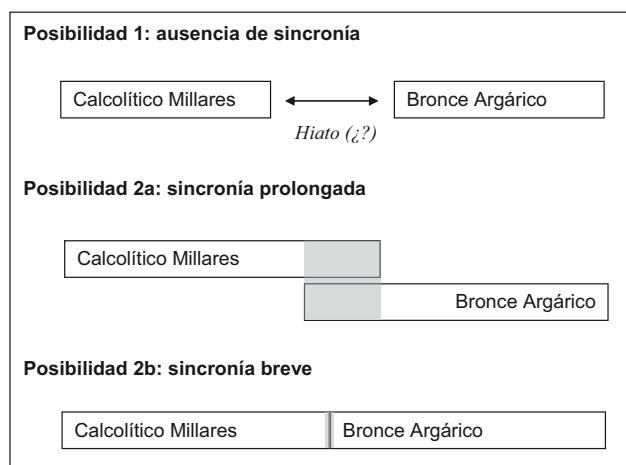 Posibilidad 1: ausencia de sincronía
Calcolítico Millares
Bronce Argárico
Hiato (¿?)
Posibilidad 2a: sincronía prolongada
Calcolítico Millares
Bronce Argárico
Posibilidad 2b: sincronía breve
Calcolítico Millares
Bronce Argárico